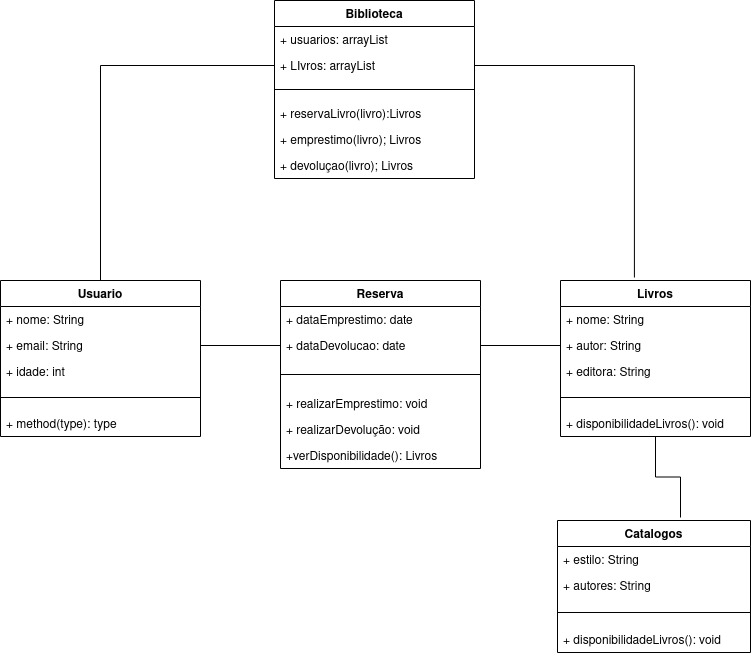 Biblioteca
+ usuarios: arrayList
+ LIvros: arrayList
+ reservaLivro(livro):Livros
+ emprestimo(livro); Livros
+ devoluçao(livro); Livros
Usuario
+ nome: String
+ email: String
+ idade: int
+ method(type): type
Reserva
+ dataEmprestimo: date
+ dataDevolucao: date
+ realizarEmprestimo: void
+ realizarDevolução: void
+verDisponibilidade(): Livros
Livros
+ nome: String
+ autor: String
+ editora: String
+ disponibilidadeLivros(): void
Catalogos
+ estilo: String
+ autores: String
+ disponibilidadeLivros(): void